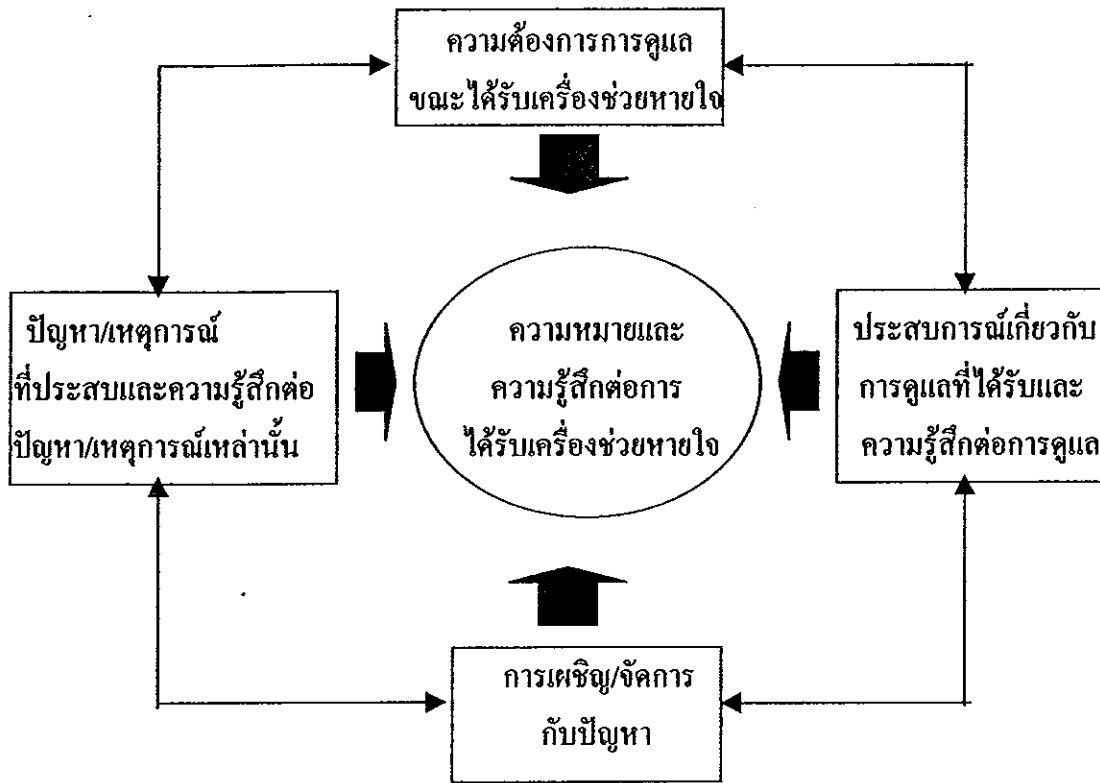 ความต้องการการดูแล
ขณะได้รับเครื่องช่วยหายใจ
ปัญหา/เหตุการณ์
ที่ประสบและความรู้สึกต่อ
ปัญหา/เหตุการณ์เหล่านั้น
ความหมายและ
ความรู้สึกต่อการ
ได้รับเครื่องช่วยหายใจ
ประสบการณ์เกี่ยวกับ
การดูแลที่ได้รับและ
ความรู้สึกต่อการดูแล
การเผชิญ/จัดการ
กับปัญหา